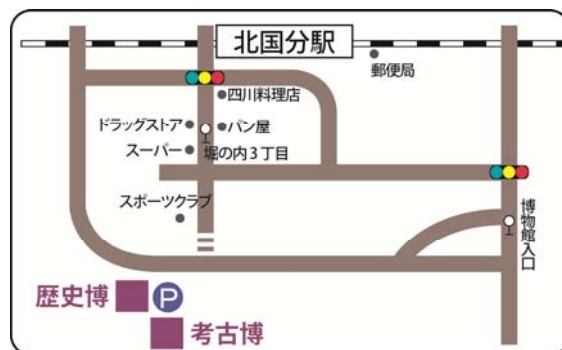 北国分駅
郵便局
四川料理店
ドラッグストア
パン屋
スーパー
堀の内3丁目
スポーツクラブ
博物館入口
歴史博
P
考古博